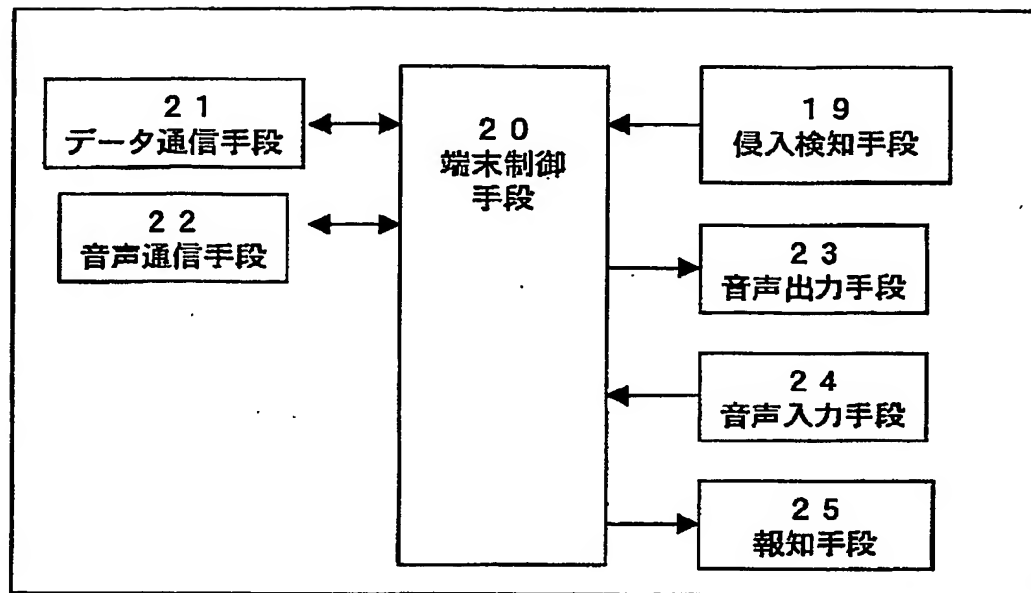 ２１
データ通信手段
２２
音声通信手段
２０
端末制御
手段
１９
侵入検知手段
２３
音声出力手段
２４
音声入力手段
２５
報知手段